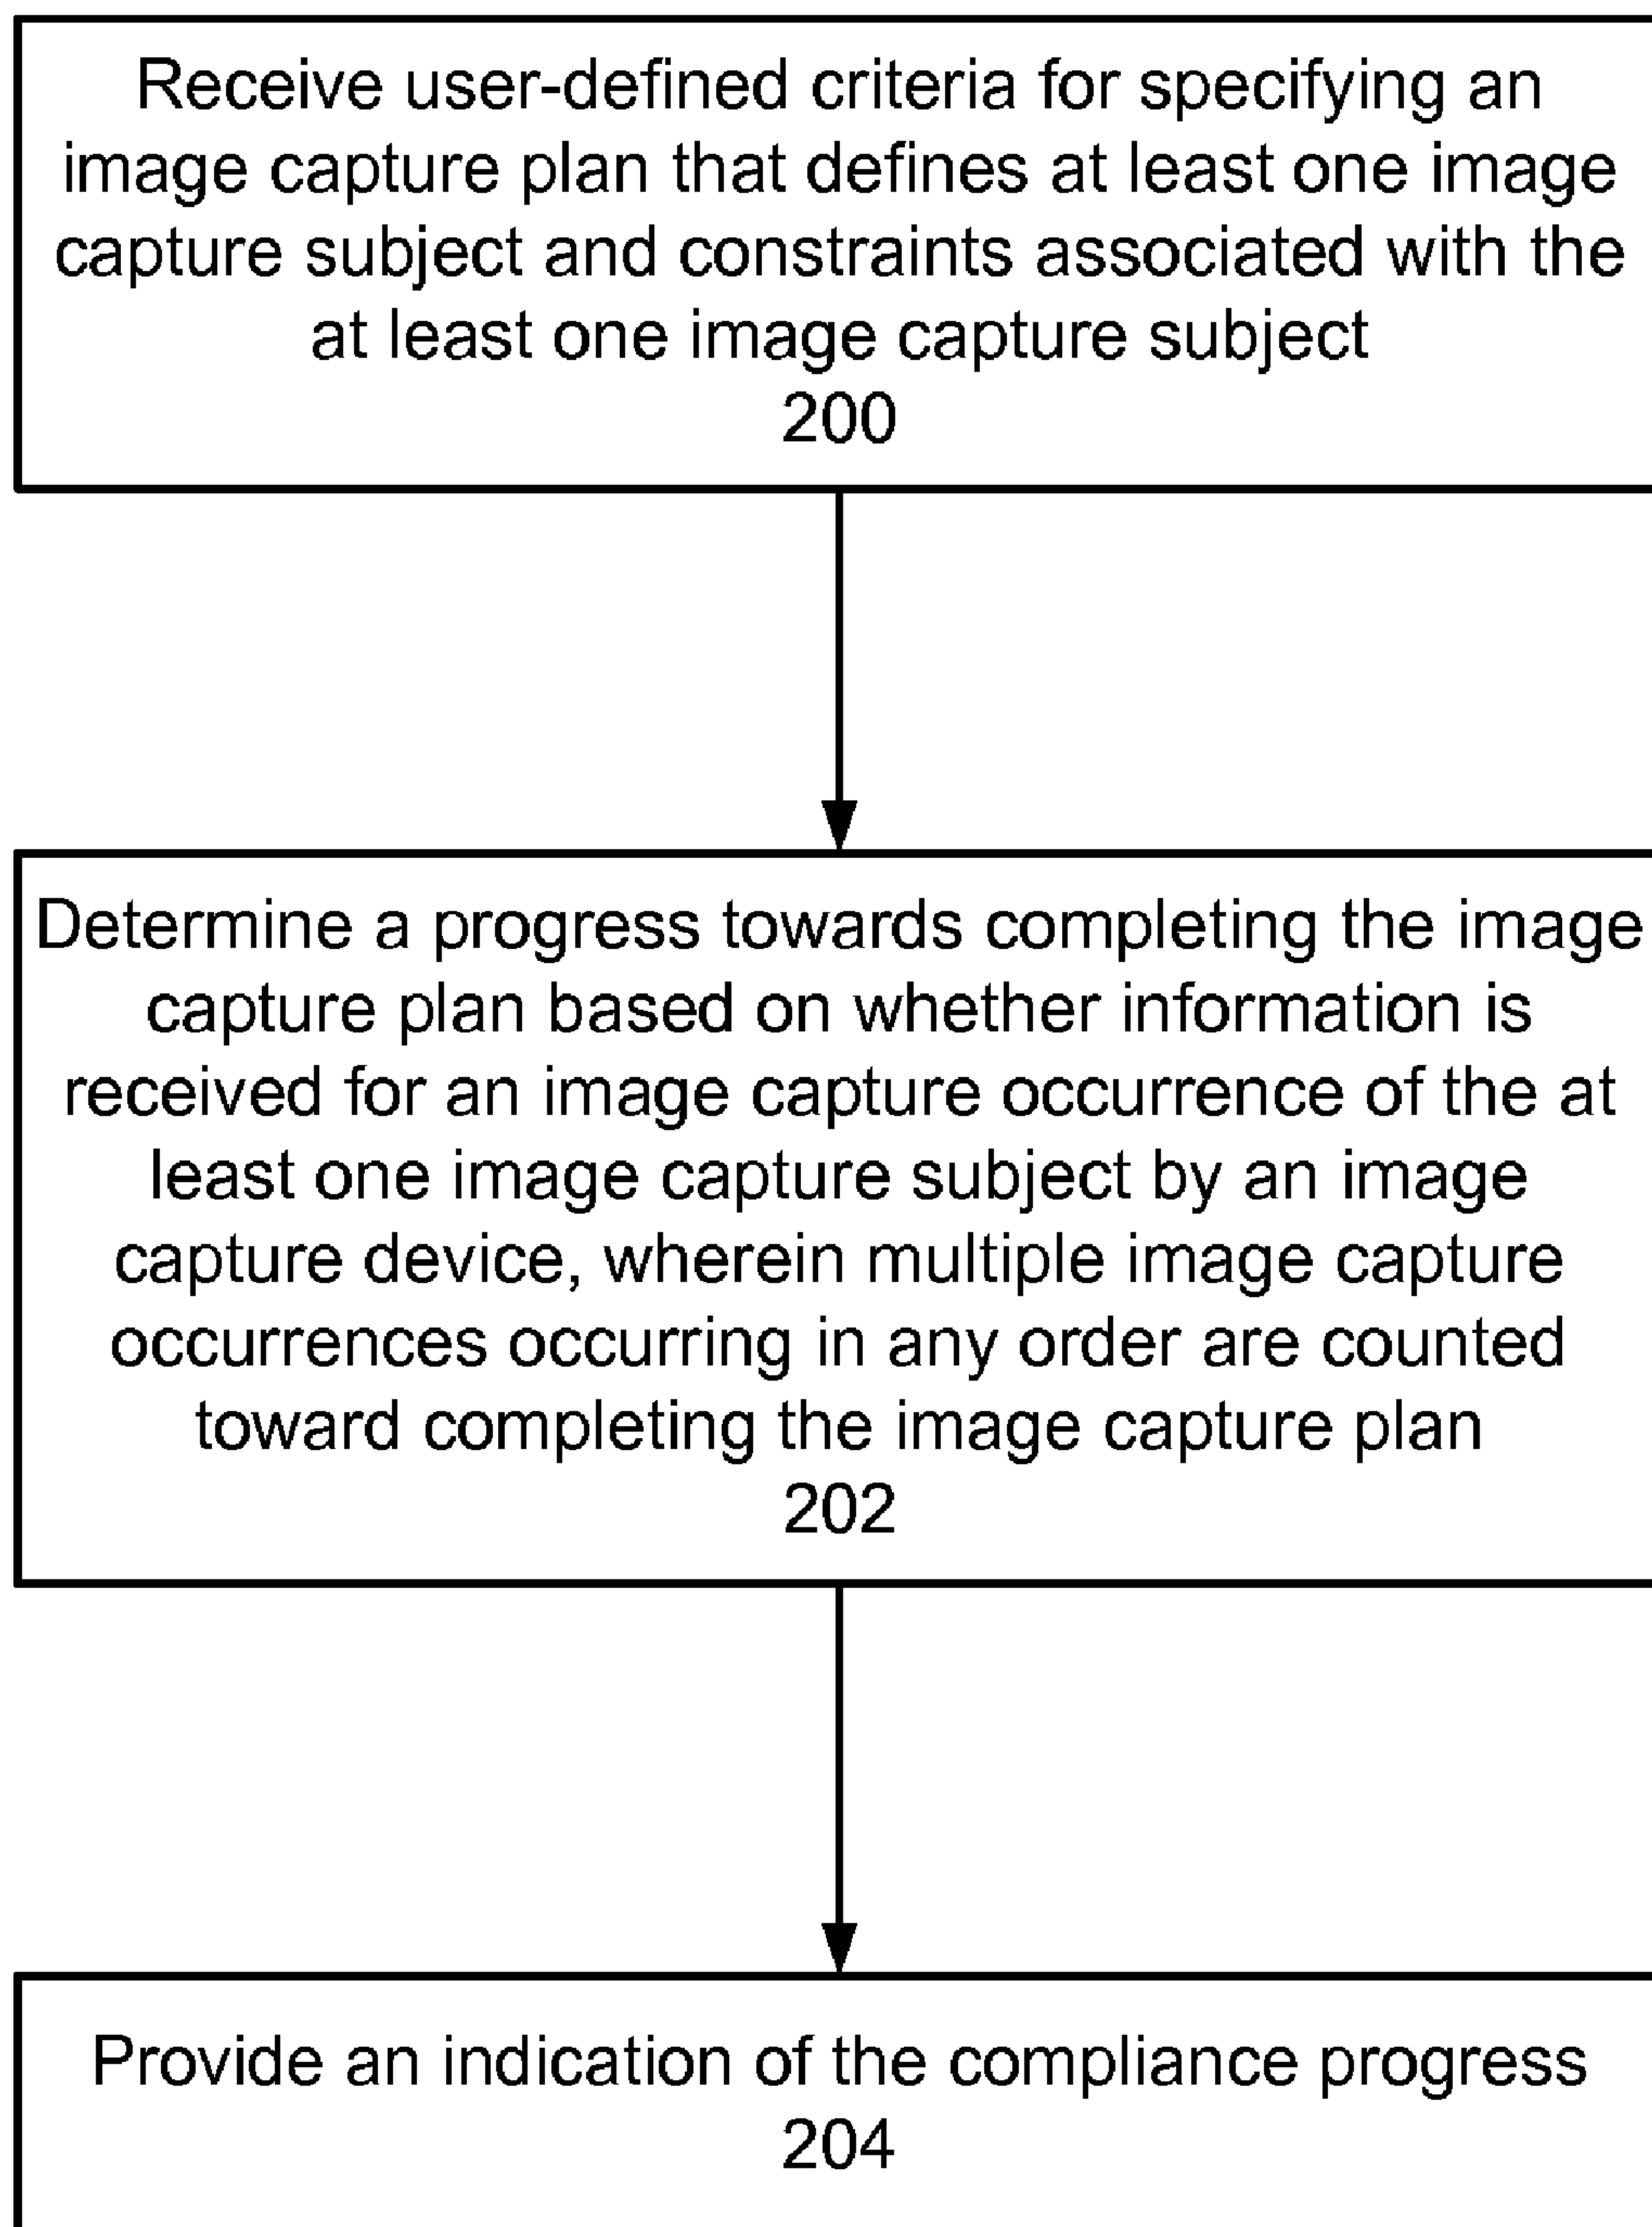 Receive user-defined criteria for specifying an
image capture plan that defines at least one image
capture subject and constraints associated with the
at least one image capture subject
200
Determine a progress towards completing the image
capture plan based on whether information is
received for an image capture occurrence of the at
least one image capture subject by an image
capture device, wherein multiple image capture
occurrences occurring in any order are counted
toward completing the image capture plan
202
Provide an indication of the compliance progress
204